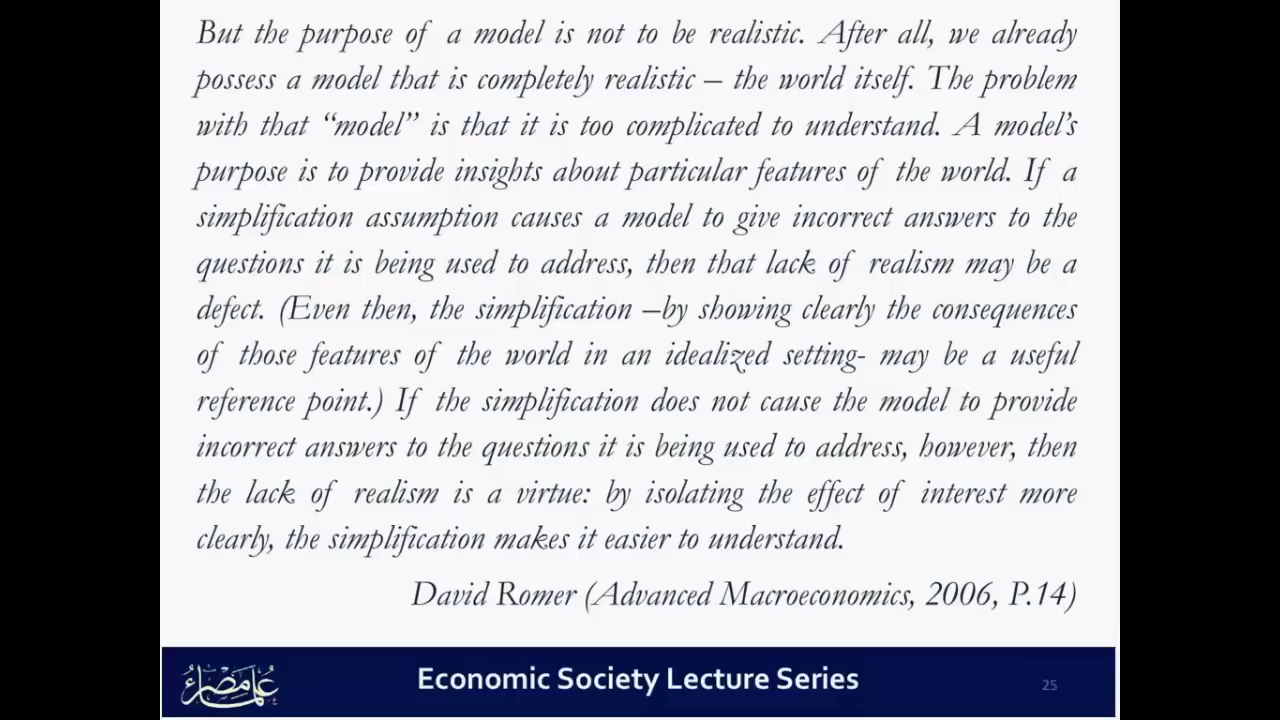 But the purpose of a model is not to be realistic. After all, we already
possess a model that is completely realistic – the world itself. The problem
with that “model” is that it is too complicated to understand. A model’s
purpose is to provide insights about particular features of the world. If a
simplification assumption causes a model to give incorrect answers to the
questions it is being used to address, then that lack of realism may be a
defect. (Even then, the simplification –by showing clearly the consequences
of those features of the world in an idealized setting- may be a useful
reference point.) If the simplification does not cause the model to provide
incorrect answers to the questions it is being used to address, however, then
the lack of realism is a virtue: by isolating the effect of interest more
clearly, the simplification makes it easier to understand.
David Romer (Advanced Macroeconomics, 2006, P.14)
علماء مصر
Economic Society Lecture Series
25